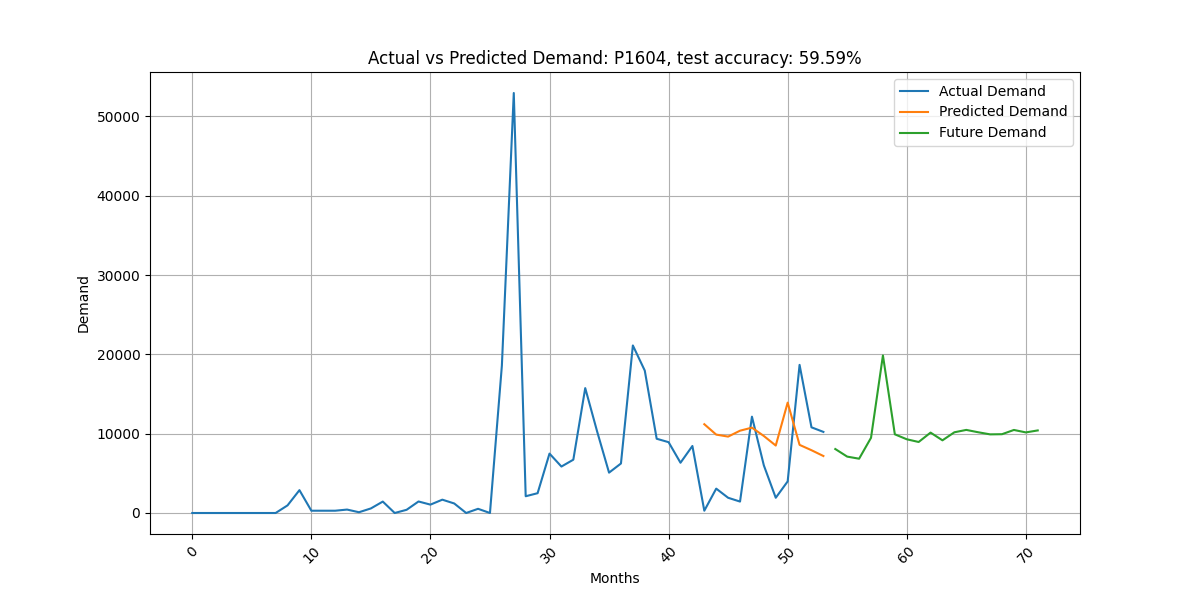 Actual vs Predicted Demand: P1604, test accuracy: 59.59%
Actual Demand
Predicted Demand
Future Demand
Demand
50000
40000
30000
20000
10000
0
0
10
20
30
40
50
60
70
Months